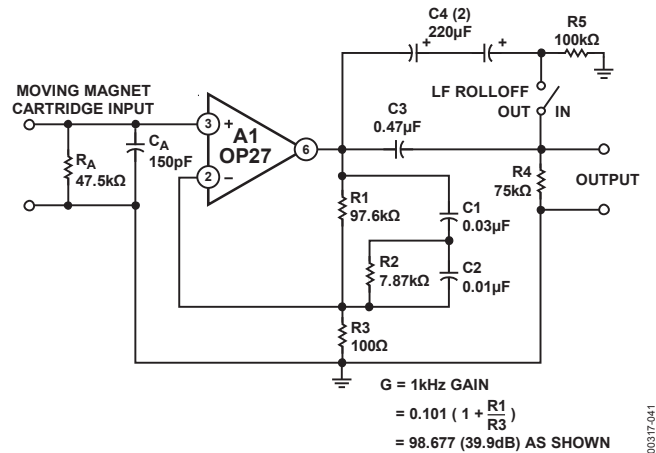 C4 (2)
220µF
+
+
R5
100kΩ
MOVING MAGNET
CARTRIDGE INPUT
LF ROLLOFF
OUT
IN
C3
0.47µF
3
+
A1
OP27
6
2
–
CA
150pF
RA
47.5kΩ
R4
75kΩ
OUTPUT
R1
97.6kΩ
C1
0.03µF
R2
7.87kΩ
C2
0.01µF
R3
100Ω
G = 1kHz GAIN
= 0.101 ( 1 + R1/R3 )
= 98.677 (39.9dB) AS SHOWN
00317-041